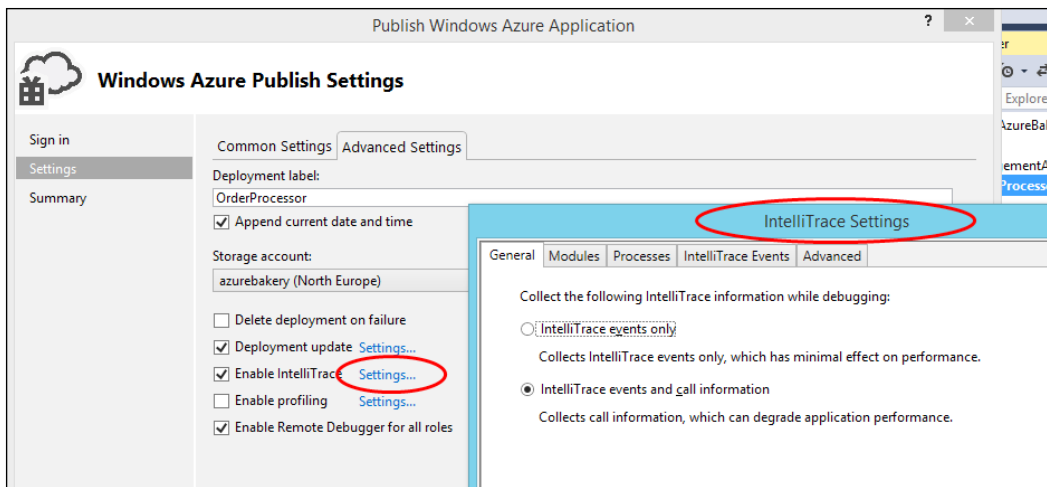 Publish Windows Azure Application
?
Windows Azure Publish Settings
Sign in
Settings
Summary
Common Settings
Advanced Settings
Deployment label:
OrderProcessor
Append current date and time
Storage account:
azurebakery (North Europe)
Delete deployment on failure
Deployment update Settings...
Enable IntelliTrace Settings...
Enable profiling Settings...
Enable Remote Debugger for all roles
IntelliTrace Settings
General Modules Processes IntelliTrace Events Advanced
Collect the following IntelliTrace information while debugging:
IntelliTrace events only
Collects IntelliTrace events only, which has minimal effect on performance.
IntelliTrace events and call information
Collects call information, which can degrade application performance.
er
Explore
AzureBa
ementA
Process